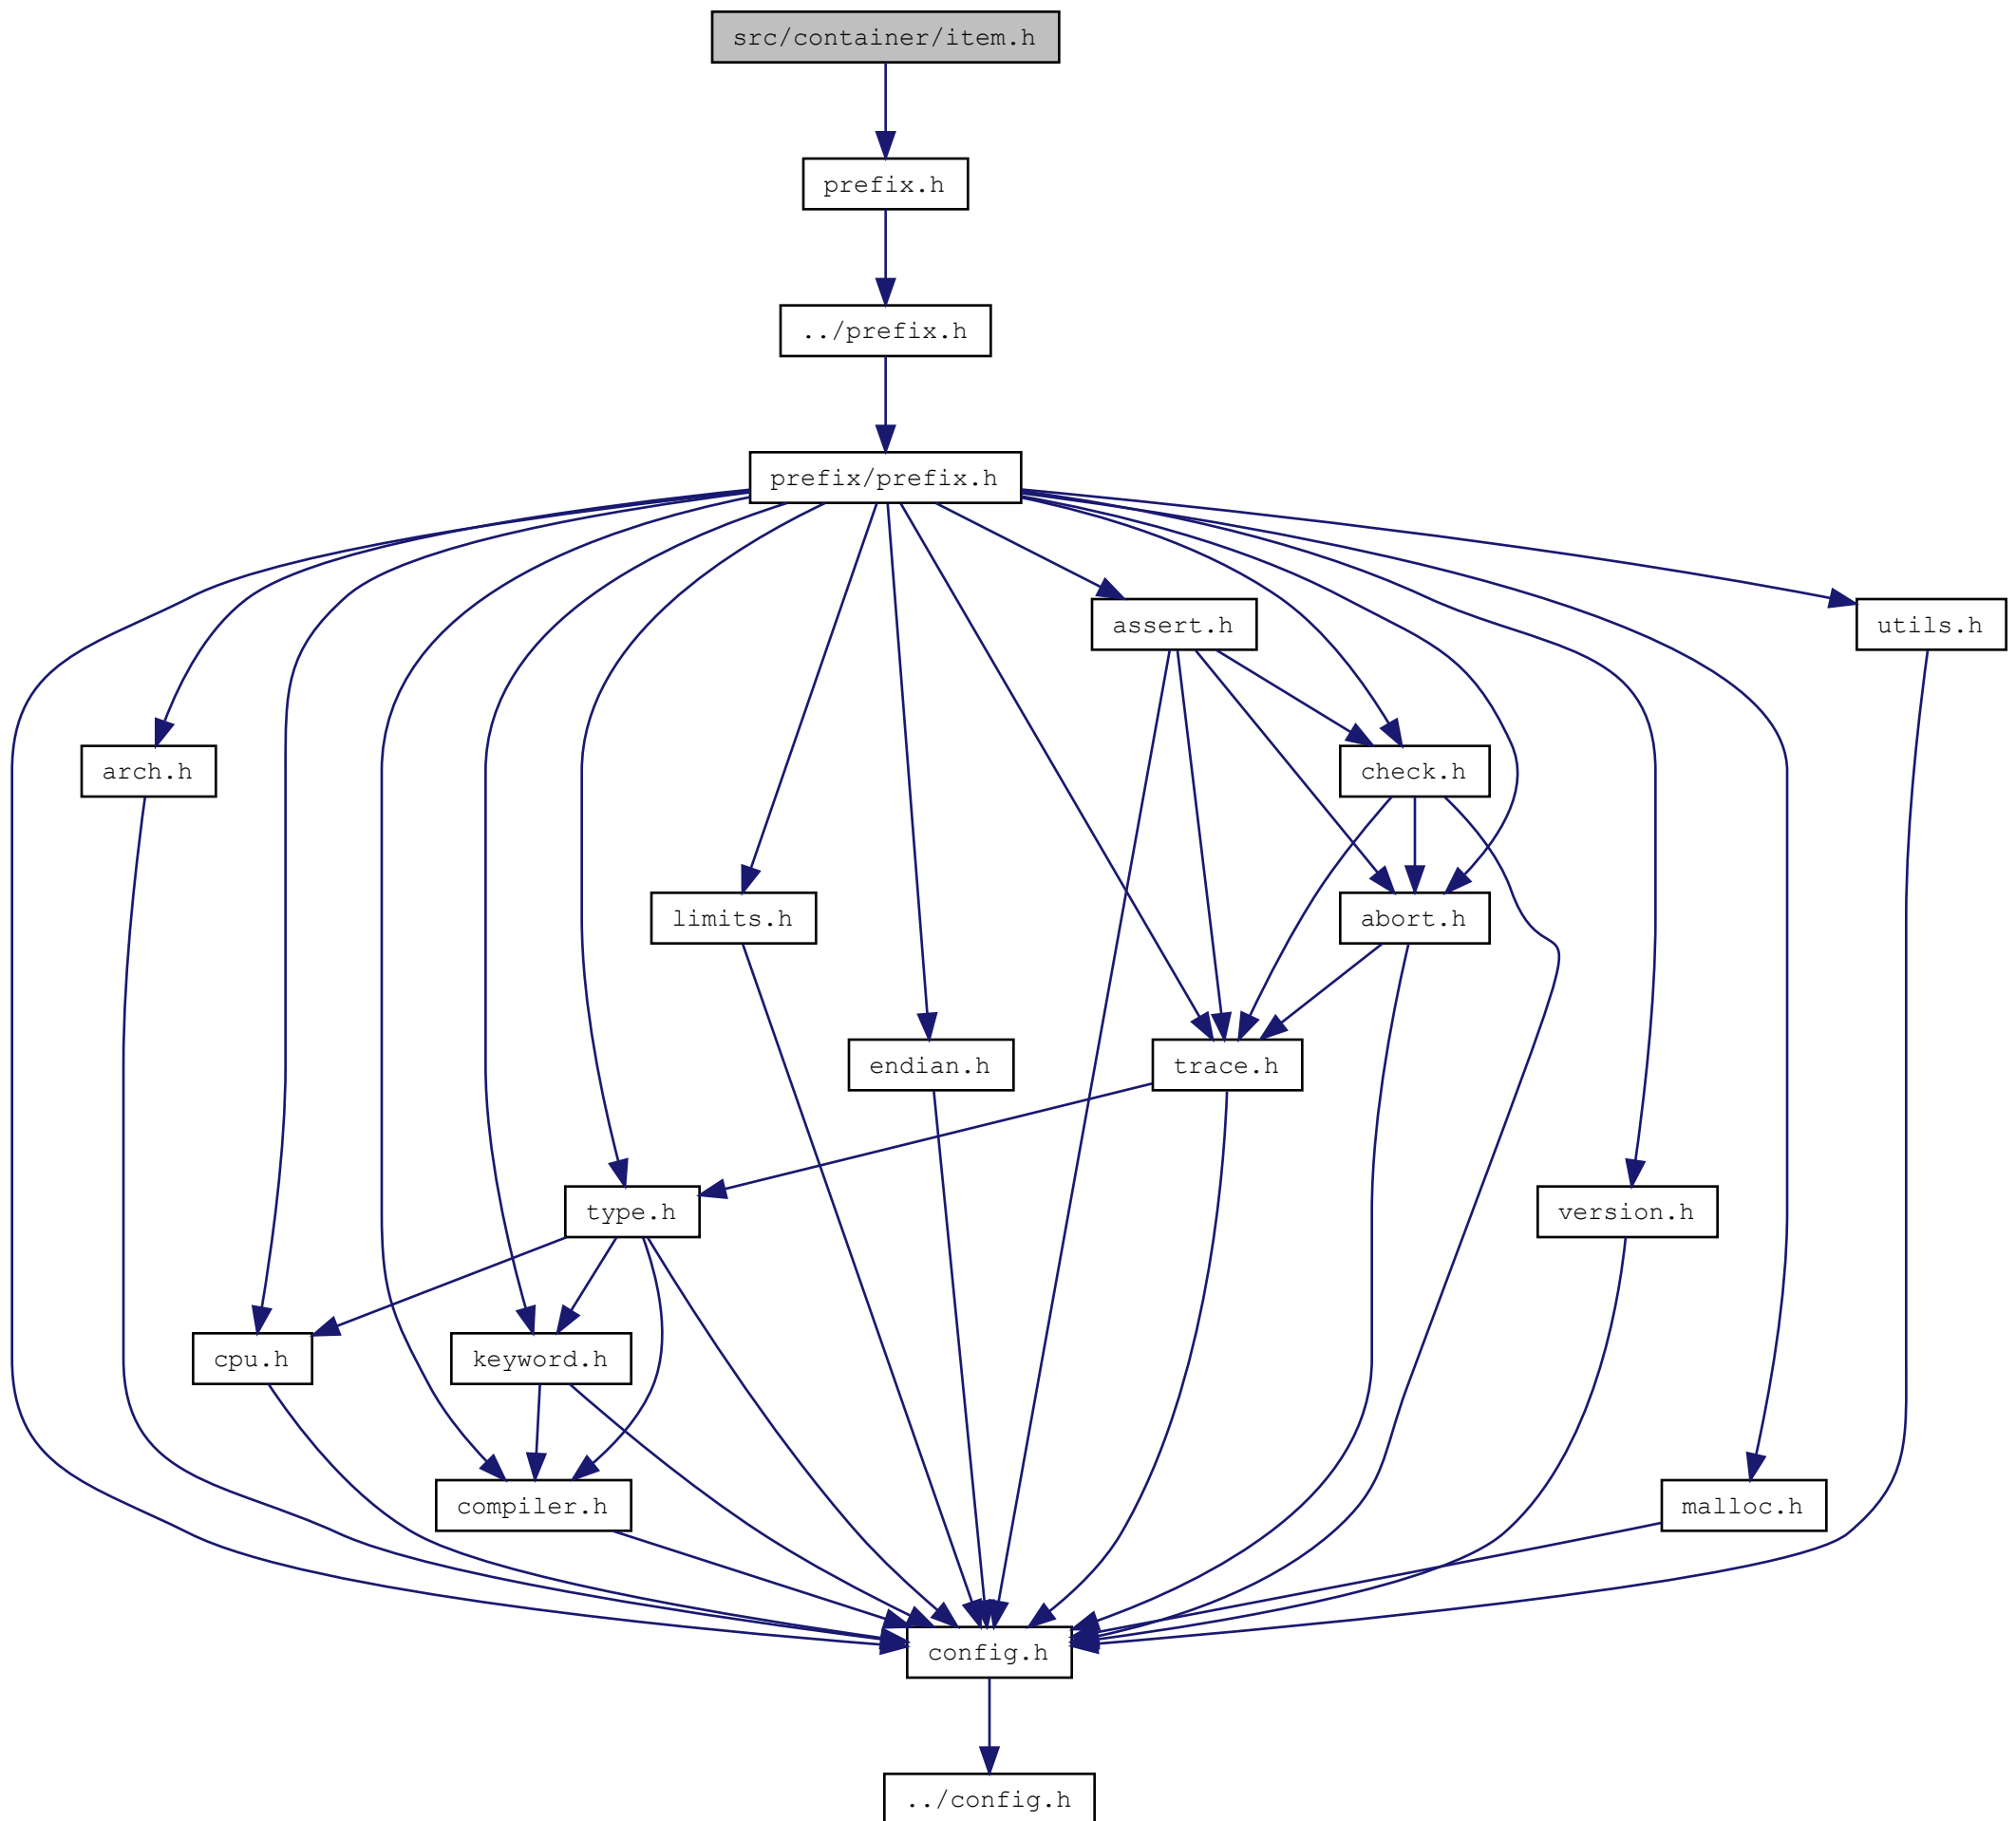 src/container/item.h
prefix.h
../prefix.h
prefix/prefix.h
assert.h
utils.h
arch.h
check.h
limits.h
abort.h
endian.h
trace.h
type.h
version.h
cpu.h
keyword.h
compiler.h
malloc.h
config.h
../config.h